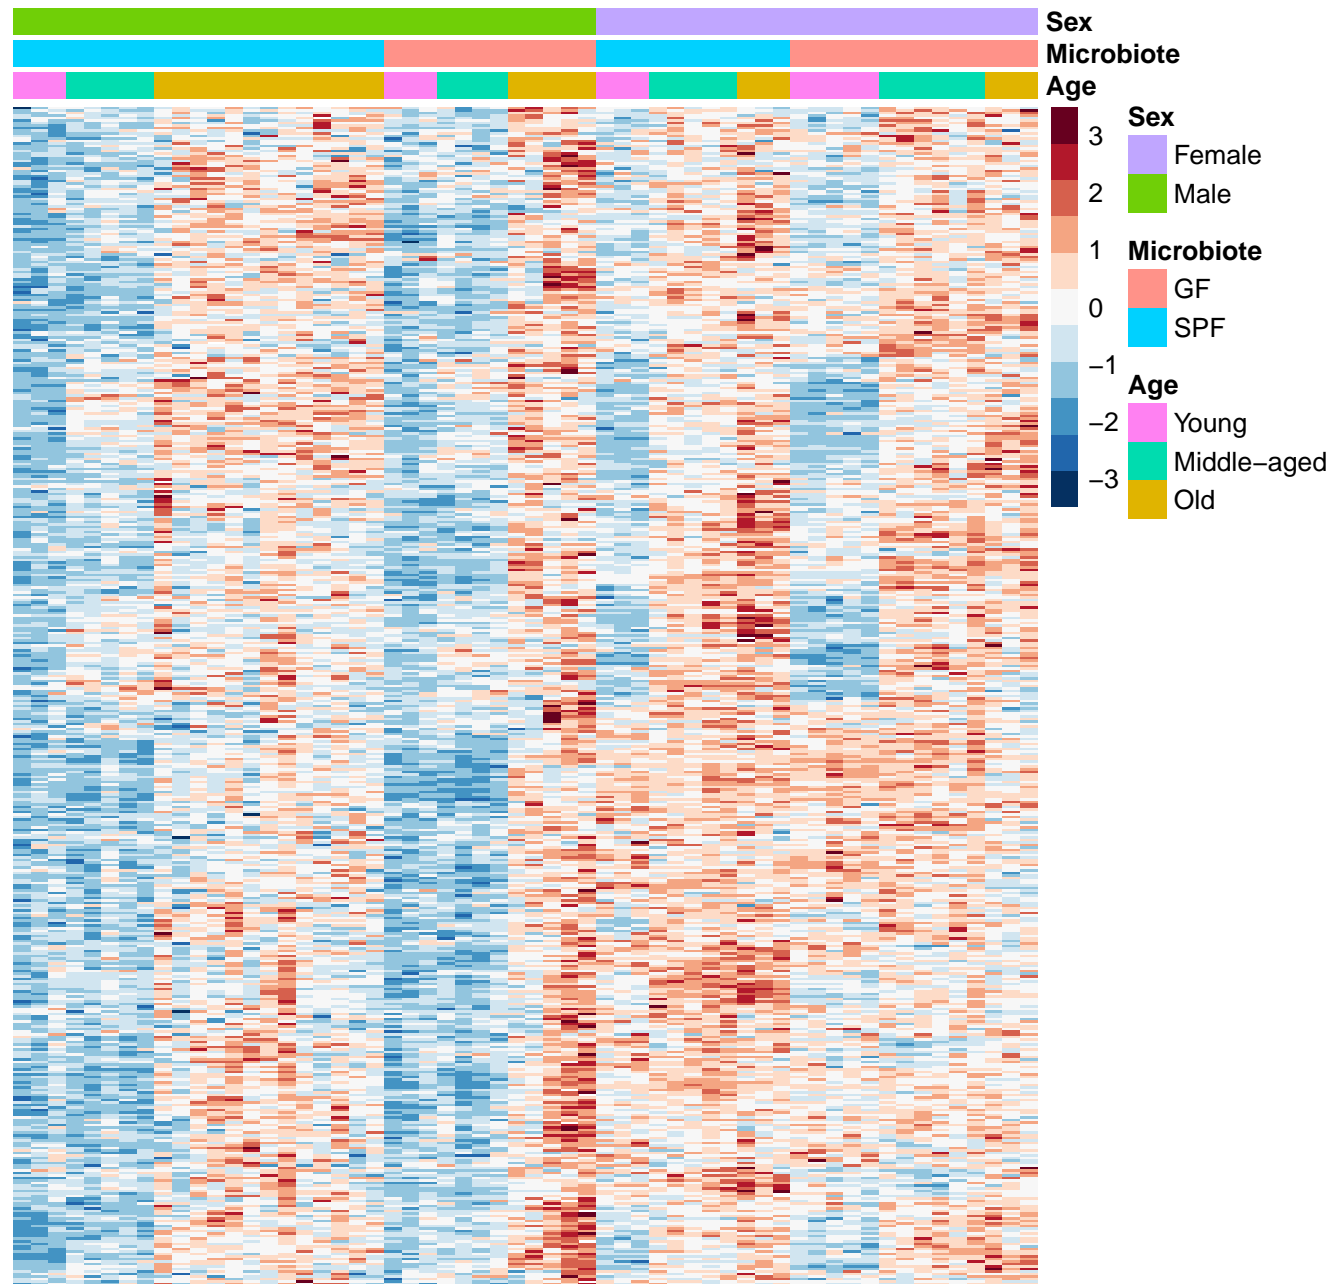 Sex
Microbiote
Age
3
2
1
0
−1
−2
−3
Sex
Female
Male
Microbiote
GF
SPF
Age
Young
Middle−aged
Old